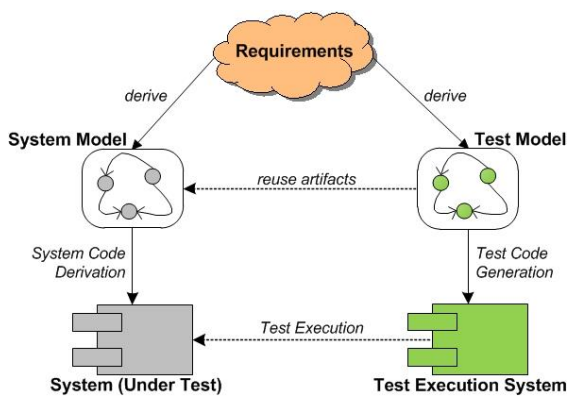 Requirements
derive
derive
System Model
Test Model
reuse artifacts
System Code
Derivation
Test Code
Generation
Test Execution
System (Under Test)
Test Execution System